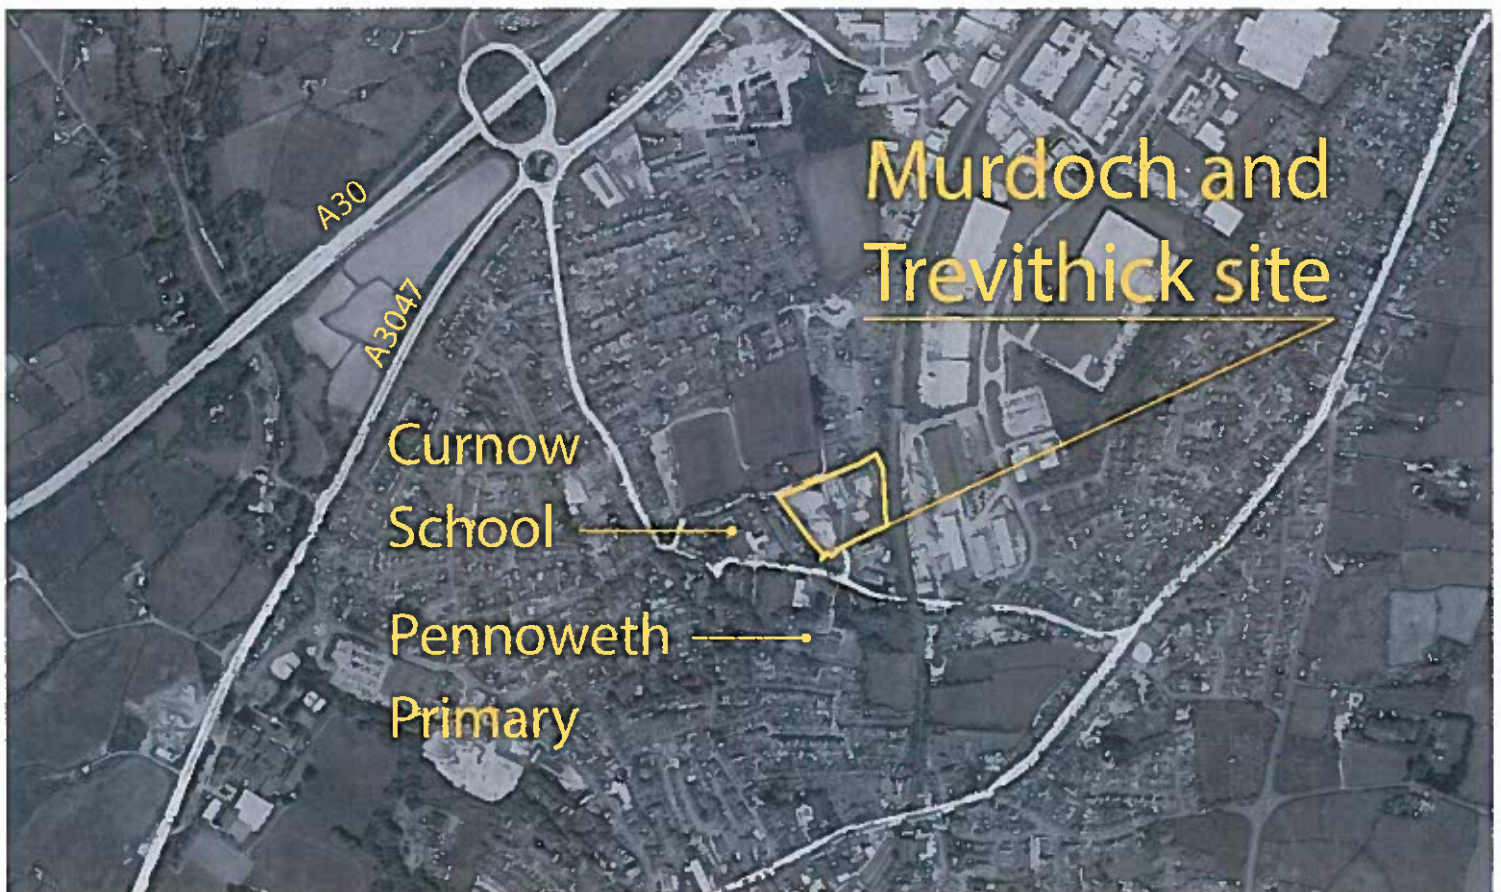 Murdoch and
Trevithick site
A30
A3047
Curnow
School
Pennoweth
Primary